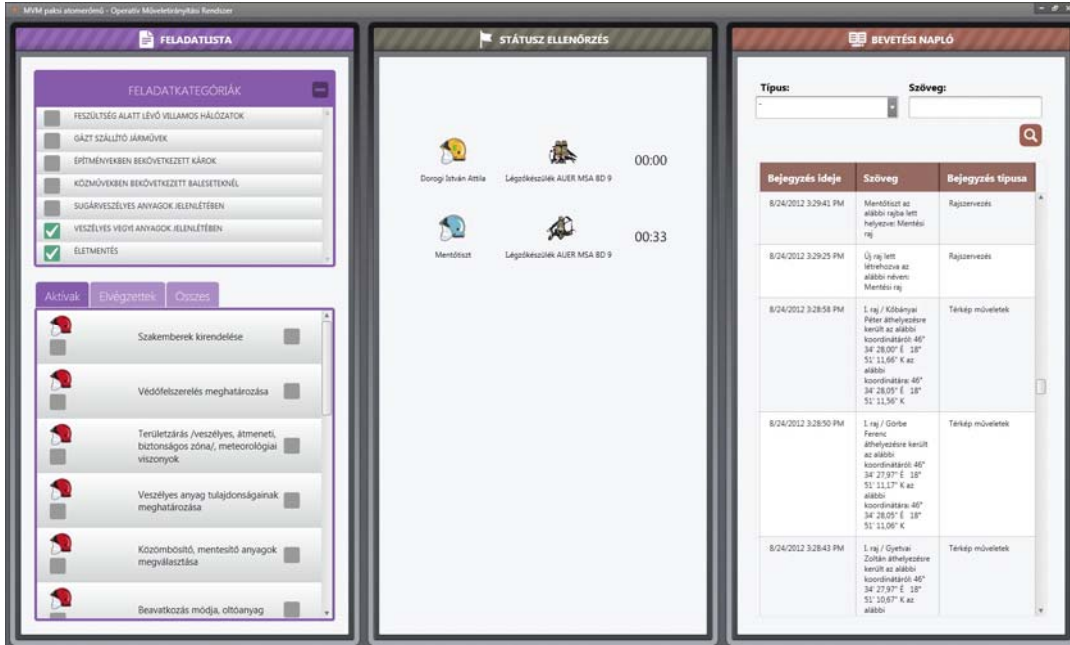 MVM paksi atomerőmű - Operatív Műveletirányítási Rendszer
FELADATLISTA
FELADATKATEGÓRIÁK
FESZÜLTSÉG ALATT LÉVŐ VILLAMOS HÁLÓZATOK
GÁZT SZÁLLÍTÓ JÁRMŰVEK
ÉPÍTMÉNYEKBEN BEKÖVETKEZETT KÁROK
KÖZMŰVEKBEN BEKÖVETKEZETT BALESETEKNÉL
SUGÁRVESZÉLYES ANYAGOK JELENLÉTÉBEN
VESZÉLYES VEGYI ANYAGOK JELENLÉTÉBEN
ÉLETMENTÉS
Aktívak Elvégzettek Összes
Szakemberek kirendelése
Védőfelszerelés meghatározása
Területzárás /veszélyes, átmeneti,
biztonságos zóna/, meteorológiai
viszonyok
Veszélyes anyag tulajdonságainak
meghatározása
Közömbösítő, mentesítő anyagok
megválasztása
Beavatkozás módja, oltóanyag
STÁTUSZ ELLENŐRZÉS
Dorogi István Attila Légzőkészülék AUER MSA BD 9 00:00
Mentőtiszt Légzőkészülék AUER MSA BD 9 00:33
BEVETÉSI NAPLÓ
Típus: Szöveg:
-
Bejegyzés ideje Szöveg Bejegyzés típusa
8/24/2012 3:29:41 PM Mentőtiszt az Rajszervezés
alábbi rajba lett
helyezve: Mentési
raj
8/24/2012 3:29:25 PM Új raj lett Rajszervezés
létrehozva az
alábbi néven:
Mentési raj
8/24/2012 3:28:58 PM I. raj / Kőbányai Térkép műveletek
Péter áthelyezésre
került az alábbi
koordinátáról: 46°
34' 28,00" É 18°
51' 11,66" K az
alábbi
koordinátára: 46°
34' 28,05" É 18°
51' 11,56" K
8/24/2012 3:28:50 PM I. raj / Görbe Térkép műveletek
Ferenc
áthelyezésre került
az alábbi
koordinátáról: 46°
34' 27,97" É 18°
51' 11,17" K az
alábbi
koordinátára: 46°
34' 28,05" É 18°
51' 11,06" K
8/24/2012 3:28:43 PM I. raj / Gyetvai Térkép műveletek
Zoltán áthelyezésre
került az alábbi
koordinátáról: 46°
34' 27,97" É 18°
51' 10,67" K az
alábbi